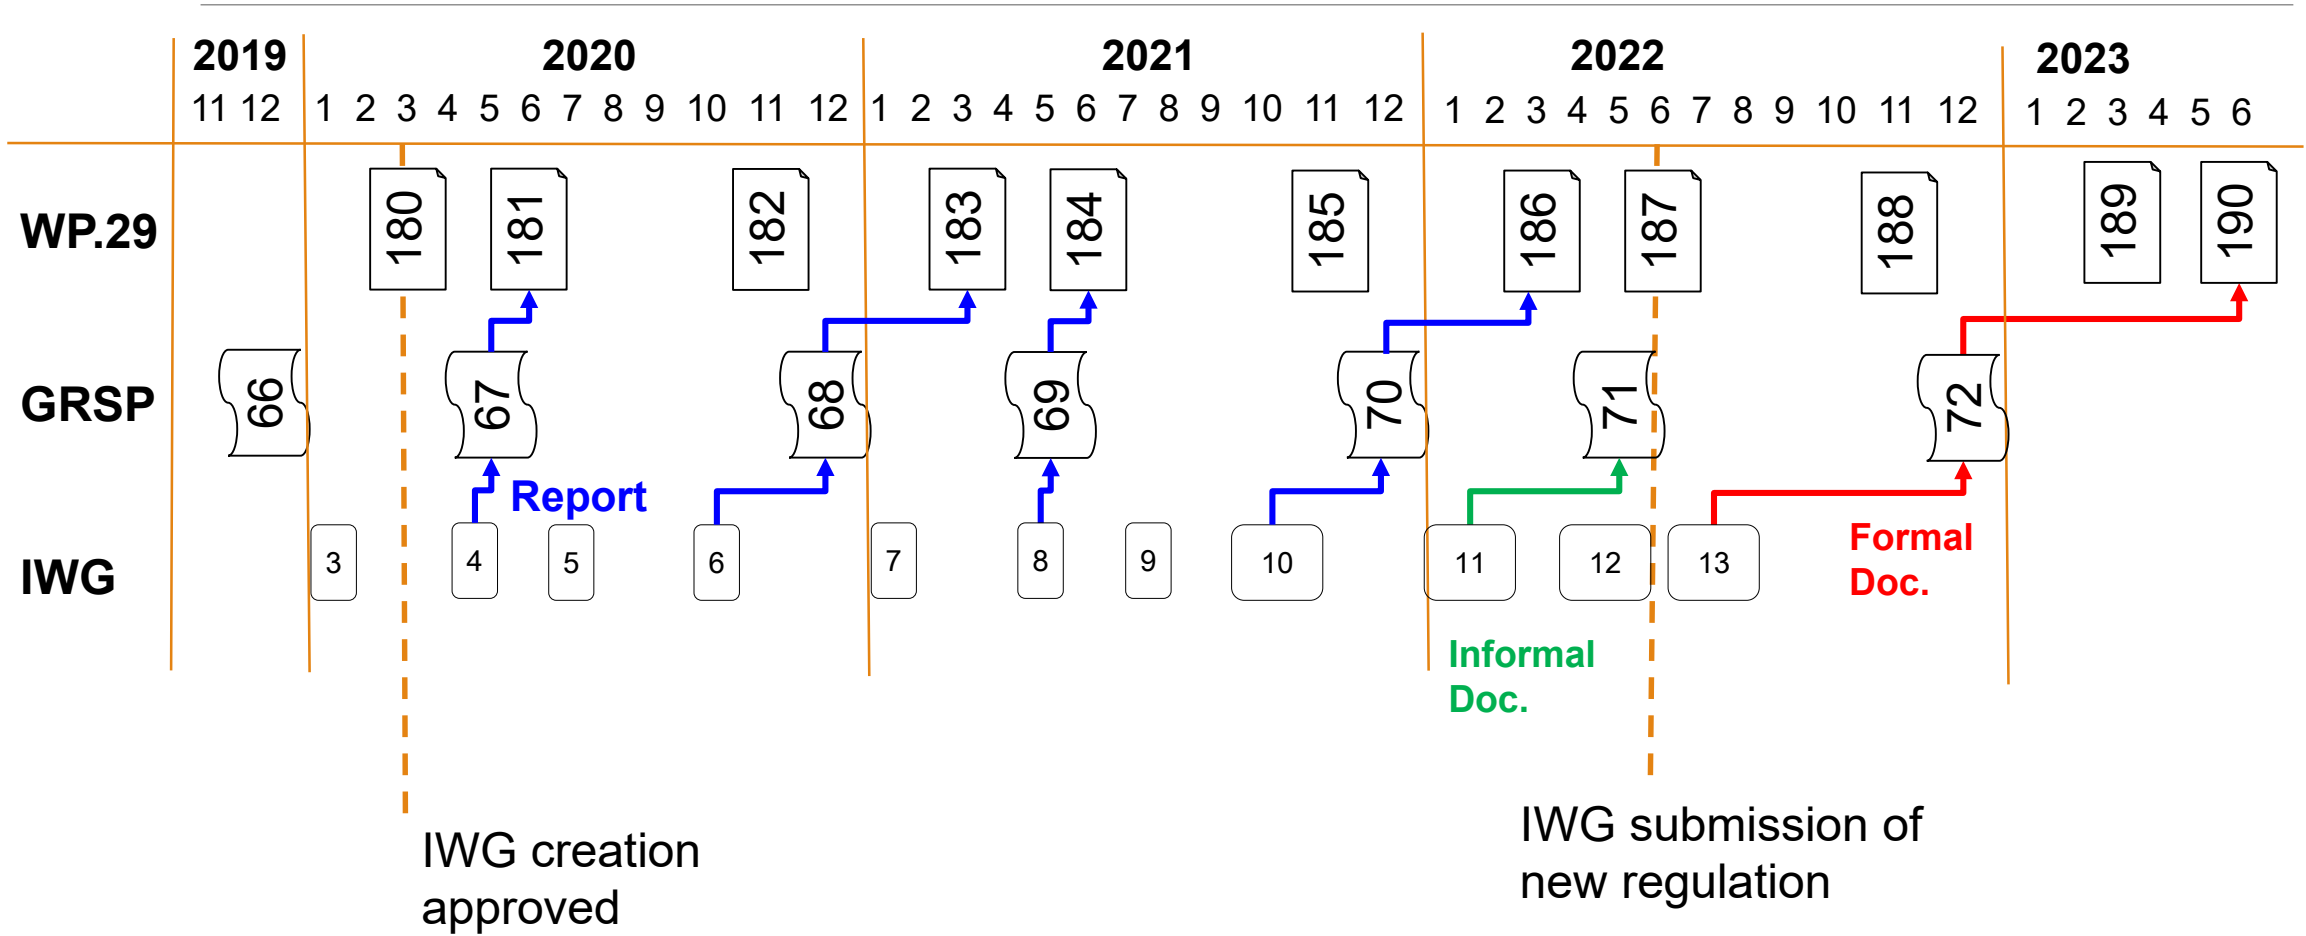 2019 2020 2021 2022 2023
11 12 1 2 3 4 5 6 7 8 9 10 11 12 1 2 3 4 5 6 7 8 9 10 11 12 1 2 3 4 5 6 7 8 9 10 11 12 1 2 3 4 5 6
WP.29 180 181 182 183 184 185 186 187 188 189 190
GRSP 66 67 68 69 70 71 72
Report
IWG 3 4 5 6 7 8 9 10 11 12 13
Formal
Doc.
Informal
Doc.
IWG creation
approved
IWG submission of
new regulation